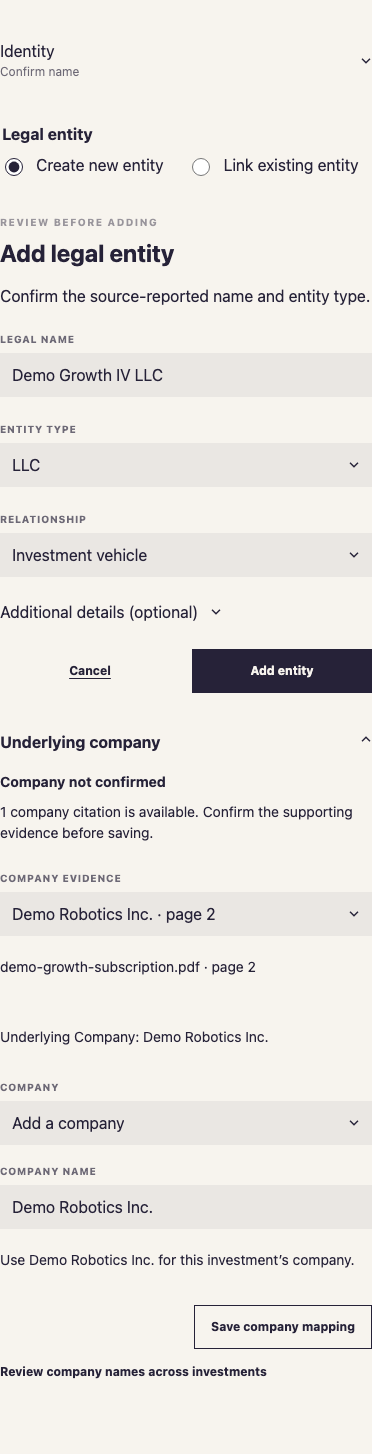 Identity
Confirm name
Legal entity
Create new entity
Link existing entity
REVIEW BEFORE ADDING
Add legal entity
Confirm the source-reported name and entity type.
LEGAL NAME
Demo Growth IV LLC
ENTITY TYPE
LLC
RELATIONSHIP
Investment vehicle
Additional details (optional)
Cancel
Add entity
Underlying company
Company not confirmed
1 company citation is available. Confirm the supporting
evidence before saving.
COMPANY EVIDENCE
Demo Robotics Inc. · page 2
demo-growth-subscription.pdf · page 2
Underlying Company: Demo Robotics Inc.
COMPANY
Add a company
COMPANY NAME
Demo Robotics Inc.
Use Demo Robotics Inc. for this investment’s company.
Save company mapping
Review company names across investments